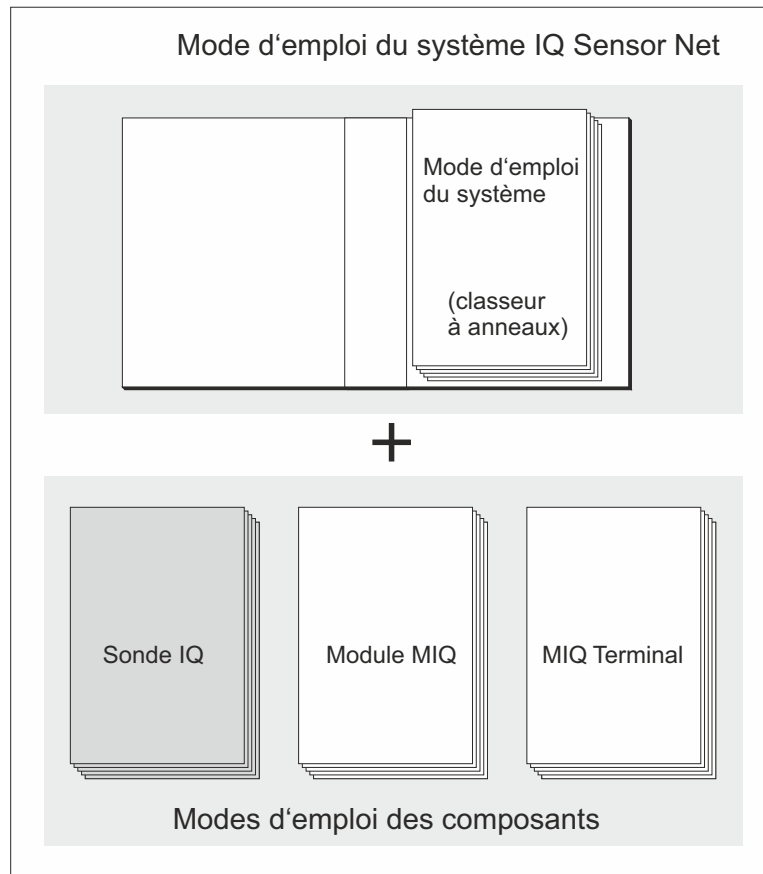 Mode d‘emploi du système IQ Sensor Net
Mode d‘emploi
du système
(classeur
à anneaux)
+
Sonde IQ
Module MIQ
MIQ Terminal
Modes d‘emploi des composants